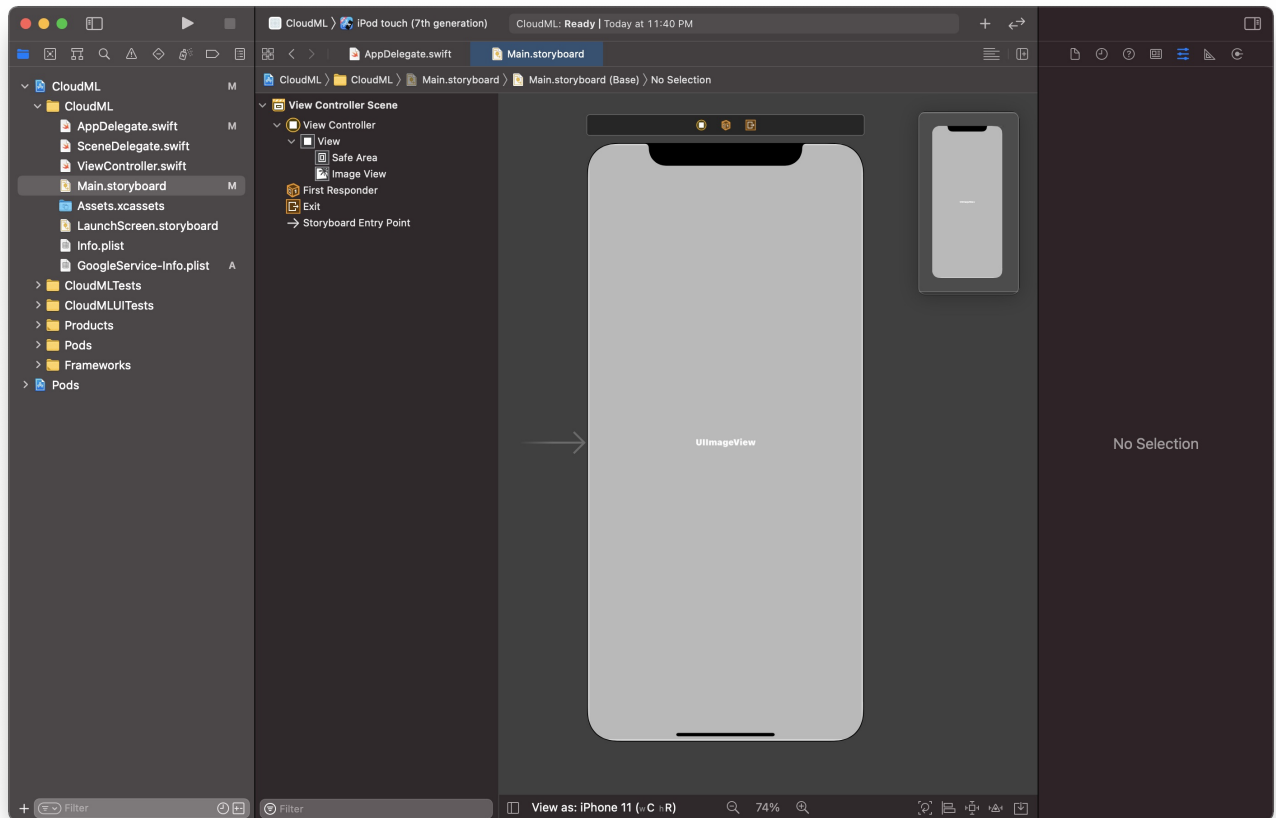 CloudML 〉 iPod touch (7th generation)
CloudML: Ready | Today at 11:40 PM
AppDelegate.swift
Main.storyboard
CloudML 〉 CloudML 〉 Main.storyboard 〉 Main.storyboard (Base) 〉 No Selection
CloudML M
CloudML
AppDelegate.swift M
SceneDelegate.swift
ViewController.swift
Main.storyboard M
Assets.xcassets
LaunchScreen.storyboard
Info.plist
GoogleService-Info.plist A
CloudMLTests
CloudMLUITests
Products
Pods
Frameworks
Pods
Filter
View Controller Scene
View Controller
View
Safe Area
Image View
First Responder
Exit
Storyboard Entry Point
Filter
UIImageView
View as: iPhone 11 (wC hR)
74%
No Selection